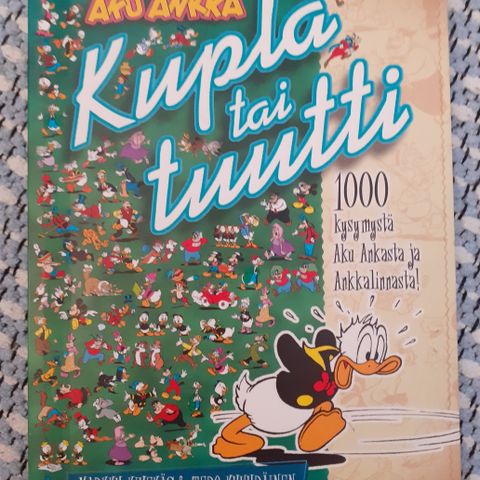 AKU ANKKA
Kupla
tai
tuutti
1000
kysymystä
Aku Ankasta ja
Ankkalinnasta!